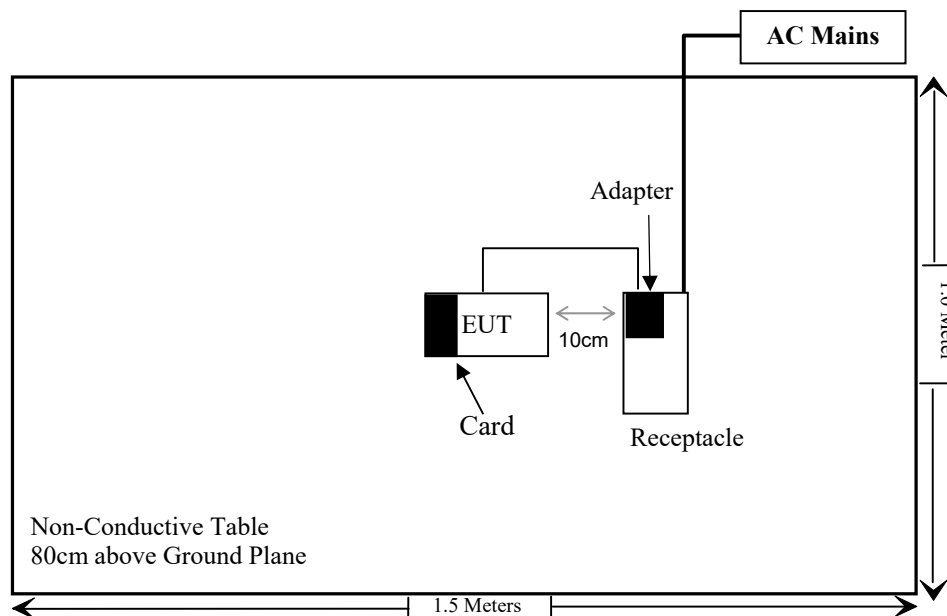 AC Mains
Adapter
EUT
10cm
Card
Receptacle
Non-Conductive Table
80cm above Ground Plane
1.5 Meters